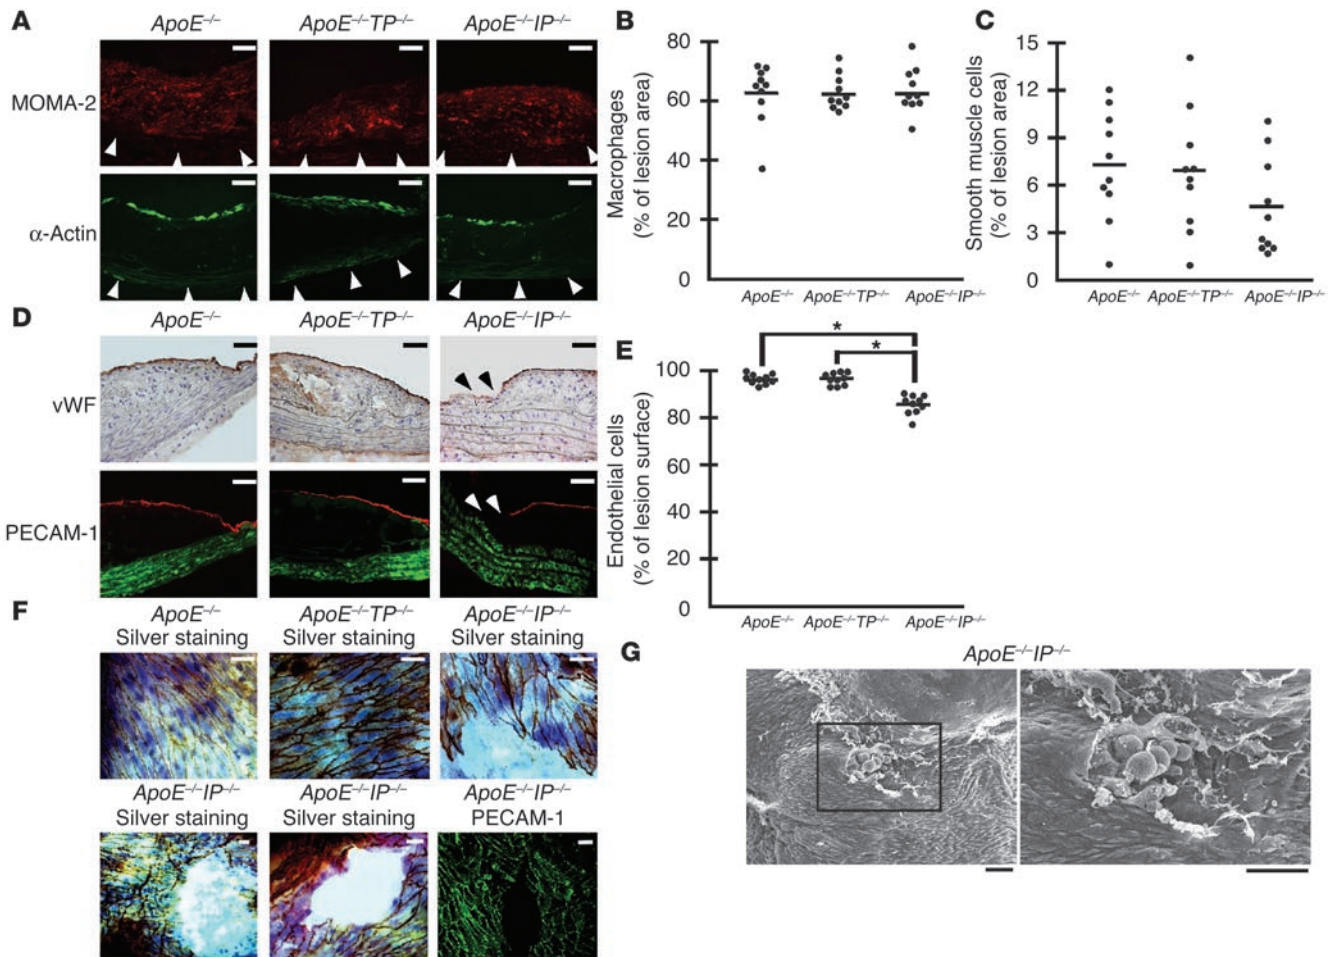 A
ApoE–/–
ApoE–/–TP–/–
ApoE–/–IP–/–
MOMA-2
α-Actin
B
Macrophages
(% of lesion area)
80
60
40
20
0
ApoE–/–
ApoE–/–TP–/–
ApoE–/–IP–/–
C
Smooth muscle cells
(% of lesion area)
15
12
9
6
3
0
ApoE–/–
ApoE–/–TP–/–
ApoE–/–IP–/–
D
ApoE–/–
ApoE–/–TP–/–
ApoE–/–IP–/–
vWF
PECAM-1
E
*
*
Endothelial cells
(% of lesion surface)
100
80
60
40
20
0
ApoE–/–
ApoE–/–TP–/–
ApoE–/–IP–/–
F
ApoE–/–
Silver staining
ApoE–/–TP–/–
Silver staining
ApoE–/–IP–/–
Silver staining
ApoE–/–IP–/–
Silver staining
ApoE–/–IP–/–
Silver staining
ApoE–/–IP–/–
PECAM-1
G
ApoE–/–IP–/–